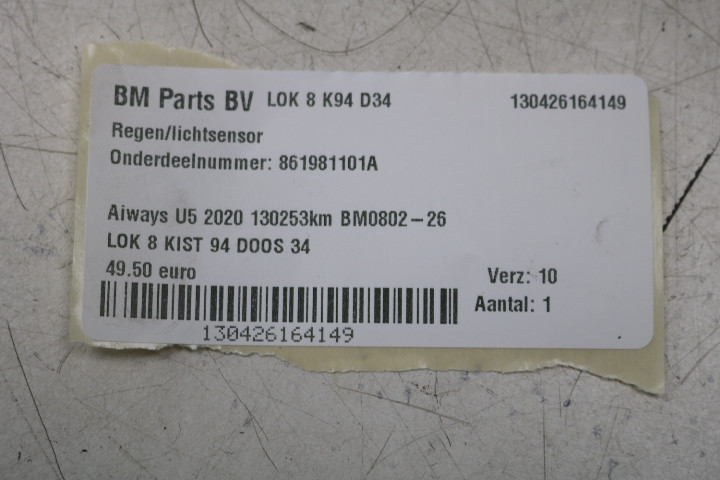 BM Parts BV LOK 8 K94 D34 130426164149
Regen/lichtsensor
Onderdeelnummer: 861981101A
Aiways U5 2020 130253km BM0802-26
LOK 8 KIST 94 DOOS 34
49.50 euro Verz: 10
Aantal: 1
130426164149